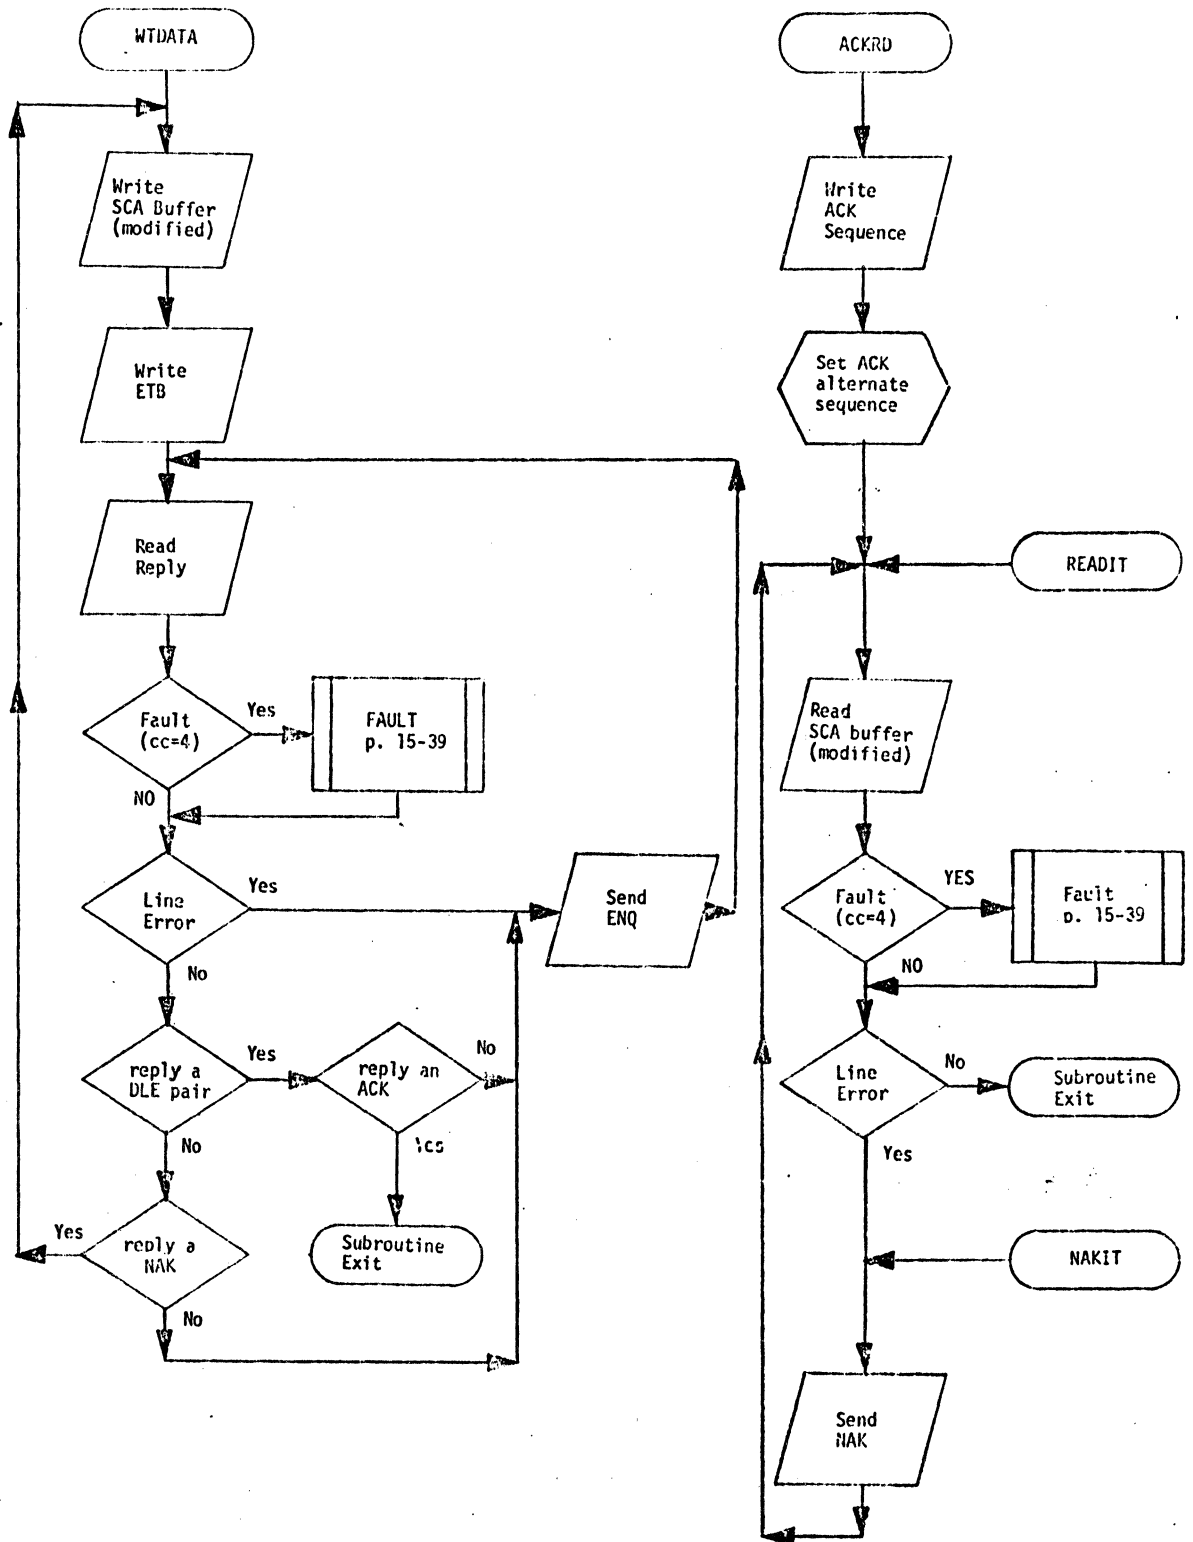 WTDATA
Write
SCA Buffer
(modified)
Write
ETB
Read
Reply
Fault
(cc=4)
Yes
FAULT
p. 15-39
NO
Line
Error
Yes
Send
ENQ
No
reply a
DLE pair
Yes
reply an
ACK
No
Yes
No
Subroutine
Exit
reply a
NAK
Yes
No
ACKRD
Write
ACK
Sequence
Set ACK
alternate
sequence
READIT
Read
SCA buffer
(modified)
Fault
(cc=4)
YES
Fault
p. 15-39
NO
Line
Error
No
Subroutine
Exit
Yes
NAKIT
Send
NAK